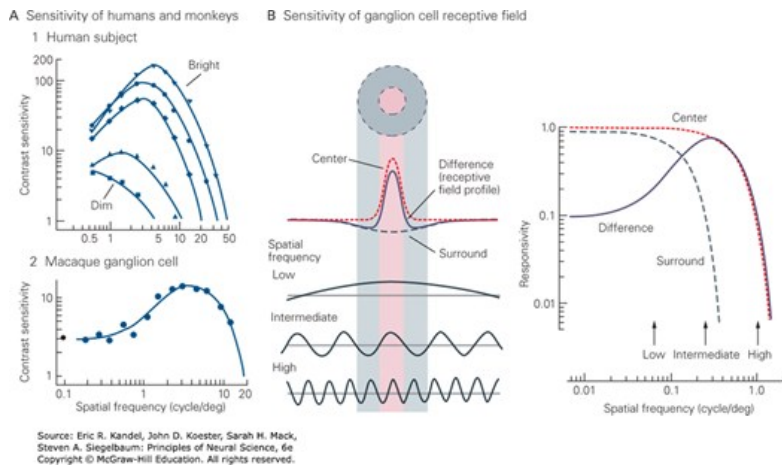 A Sensitivity of humans and monkeys
1 Human subject
Contrast sensitivity
200
100
10
1
Bright
Dim
0.5 1 5 10 50
2 Macaque ganglion cell
Contrast sensitivity
10
1
0.1 1 10 20
Spatial frequency (cycle/deg)
B Sensitivity of ganglion cell receptive field
Center
Difference
(receptive
field profile)
Surround
Spatial
frequency
Low
Intermediate
High
Responsivity
1.0
0.1
0.01
Center
Difference
Surround
Low Intermediate High
0.01 0.1 1.0
Spatial frequency (cycle/deg)
Source: Eric R. Kandel, John D. Koester, Sarah H. Mack,
Steven A. Siegelbaum: Principles of Neural Science, 6e
Copyright © McGraw-Hill Education. All rights reserved.